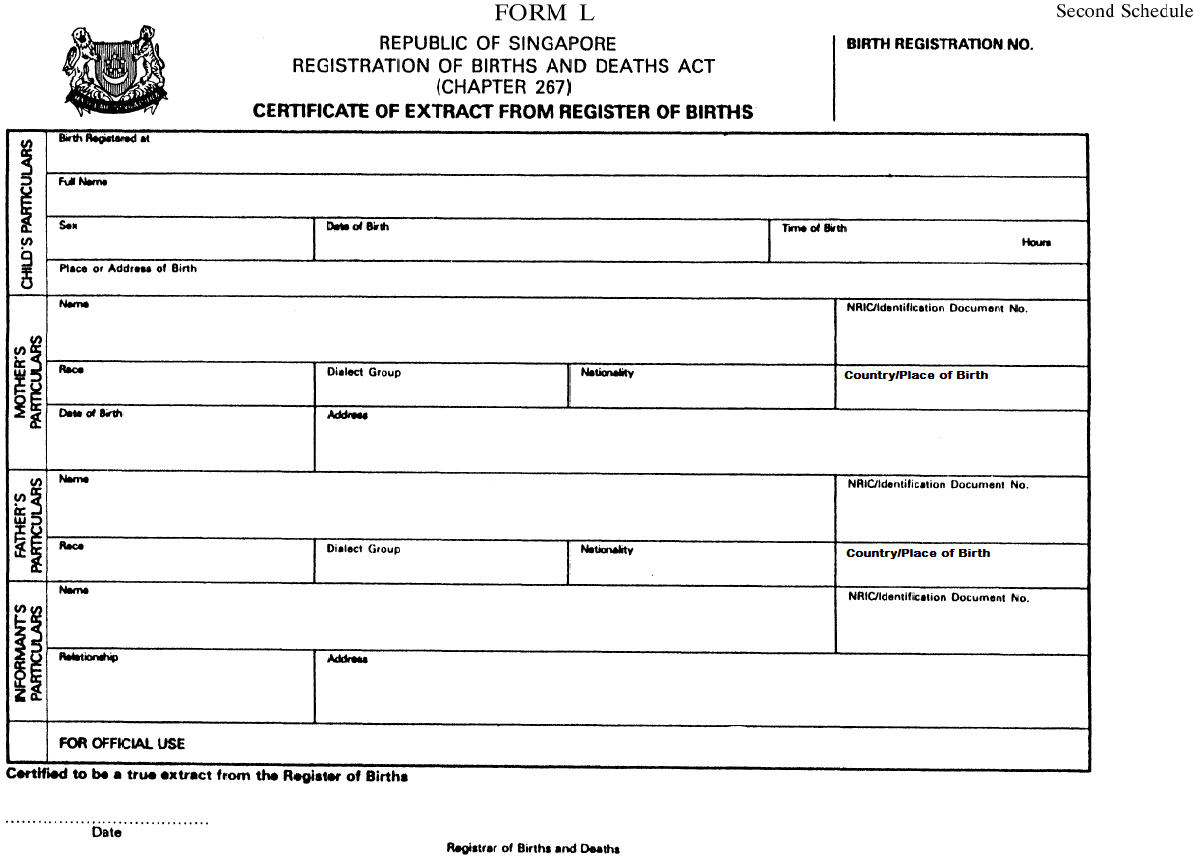 FORM L
Second Schedule
REPUBLIC OF SINGAPORE
REGISTRATION OF BIRTHS AND DEATHS ACT
(CHAPTER 267)
CERTIFICATE OF EXTRACT FROM REGISTER OF BIRTHS
BIRTH REGISTRATION NO.
CHILD'S PARTICULARS
Birth Registered at
Full Name
Sex
Date of Birth
Time of Birth
Hours
Place or Address of Birth
MOTHER'S
PARTICULARS
Name
NRIC/Identification Document No.
Race
Dialect Group
Nationality
Country/Place of Birth
Date of Birth
Address
FATHER'S
PARTICULARS
Name
NRIC/Identification Document No.
Race
Dialect Group
Nationality
Country/Place of Birth
INFORMANT'S
PARTICULARS
Name
NRIC/Identification Document No.
Relationship
Address
FOR OFFICIAL USE
Certified to be a true extract from the Register of Births
Date
Registrar of Births and Deaths